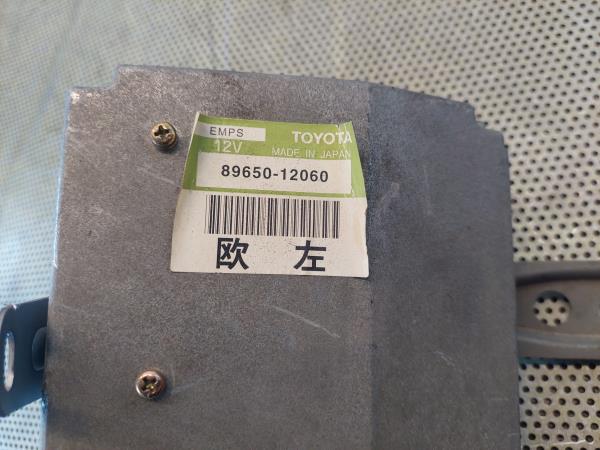 EMPS TOYOTA
12V MADE IN JAPAN
89650-12060
欧 左